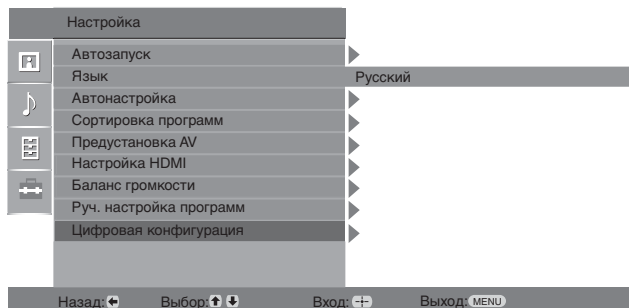 Настройка
Автозапуск
Язык Русский
Автонастройка
Сортировка программ
Предустановка AV
Настройка HDMI
Баланс громкости
Руч. настройка программ
Цифровая конфигурация
Назад: Выбор: Вход: Выход: MENU